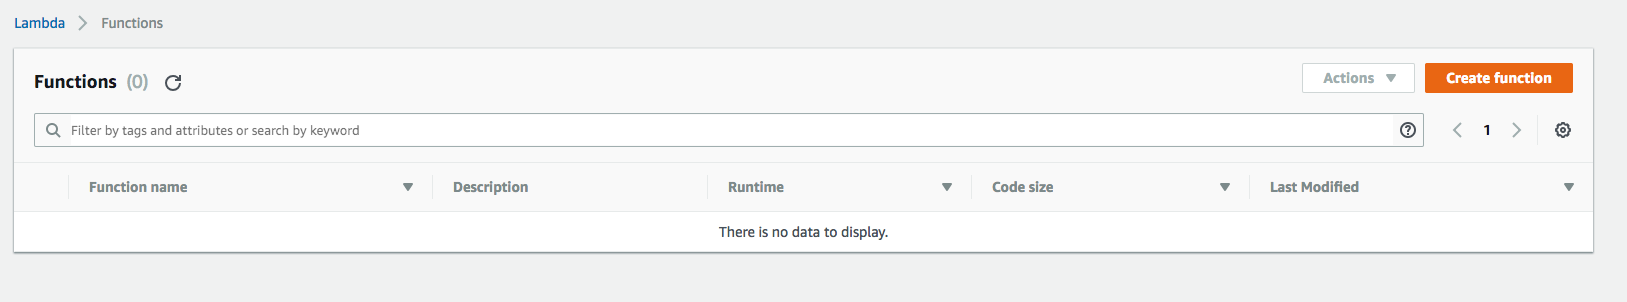 Lambda Functions
Functions (0) Actions Create function
Filter by tags and attributes or search by keyword 1
Function name Description Runtime Code size Last Modified
There is no data to display.